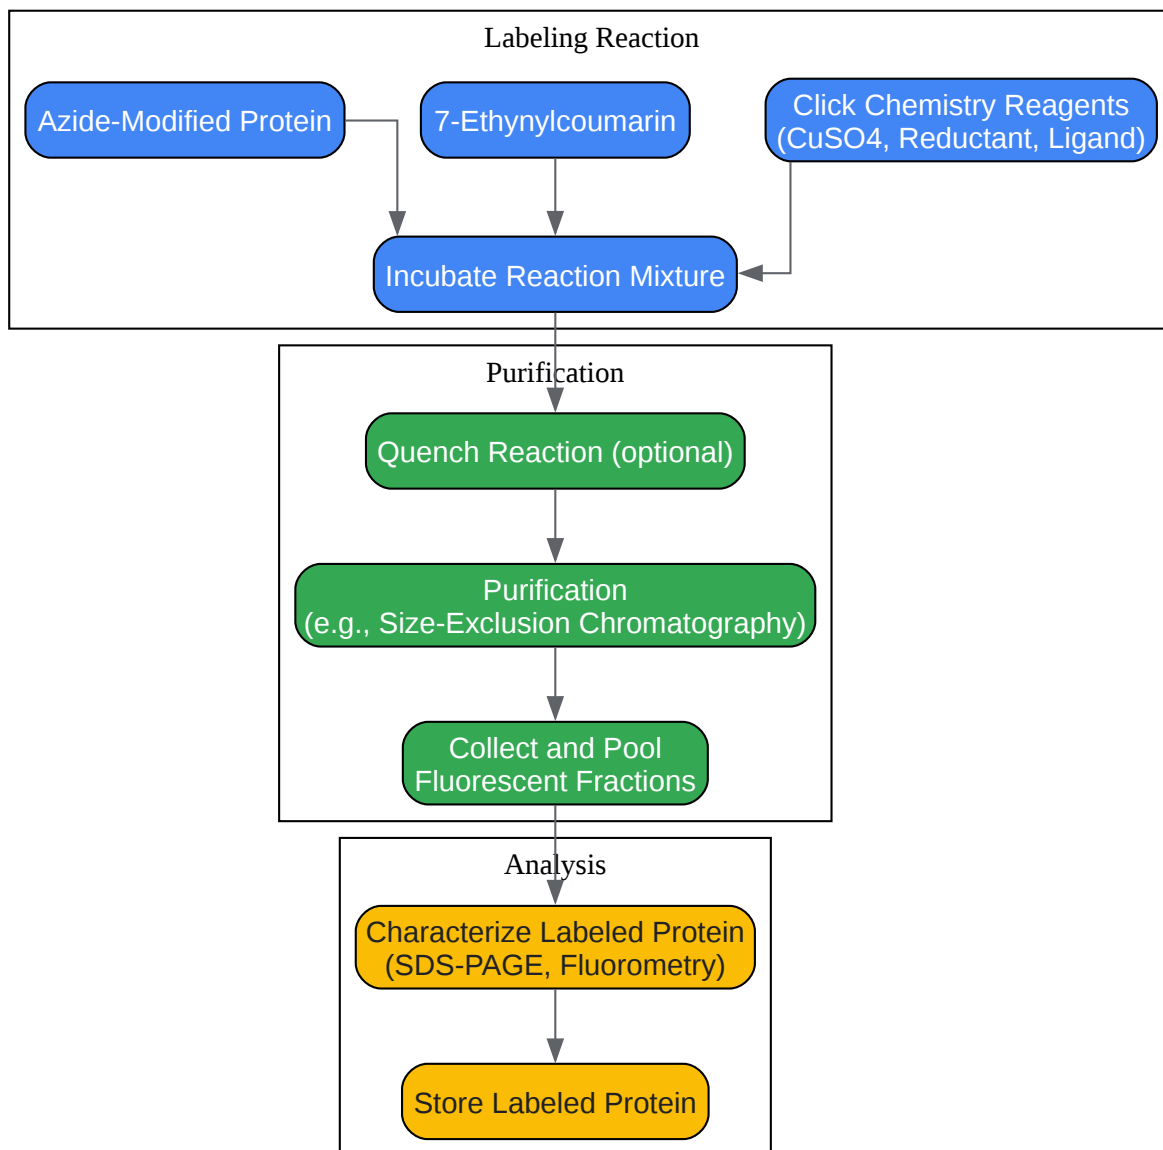 Labeling Reaction
Azide-Modified Protein
7-Ethynylcoumarin
Click Chemistry Reagents
(CuSO4, Reductant, Ligand)
Incubate Reaction Mixture
Purification
Quench Reaction (optional)
Purification
(e.g., Size-Exclusion Chromatography)
Collect and Pool
Fluorescent Fractions
Analysis
Characterize Labeled Protein
(SDS-PAGE, Fluorometry)
Store Labeled Protein